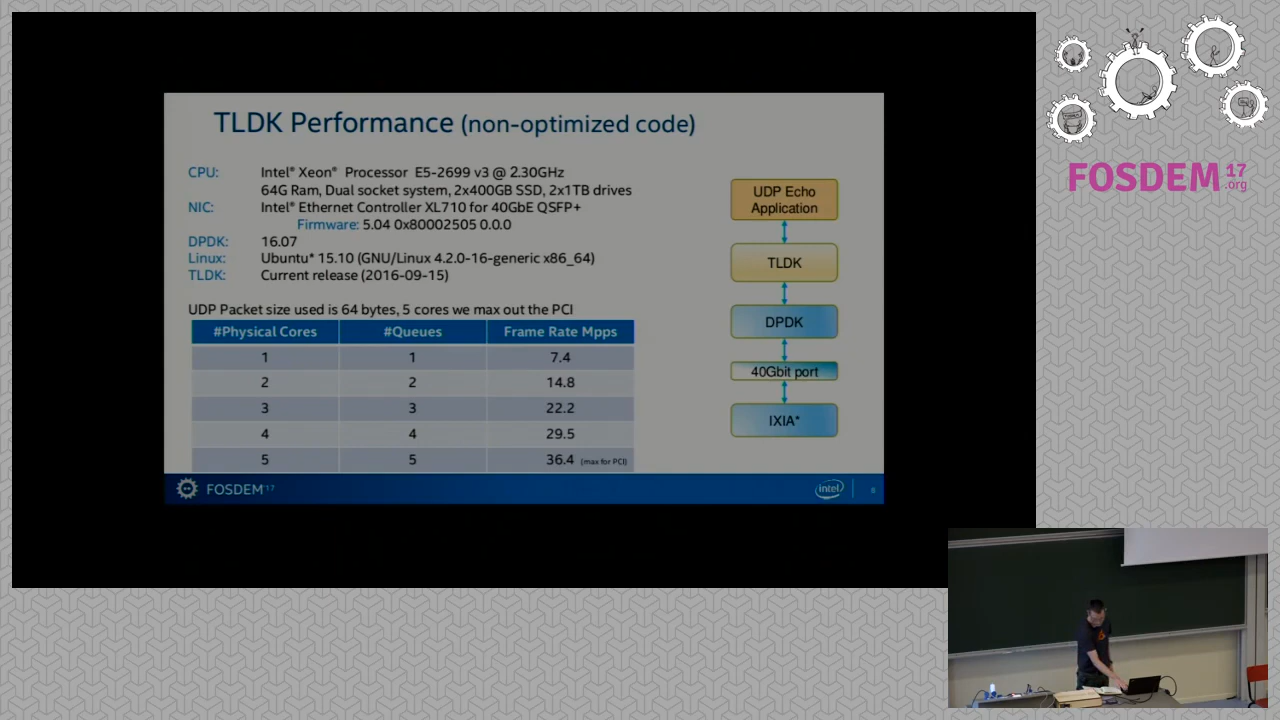 TLDK Performance (non-optimized code)
CPU: Intel® Xeon® Processor E5-2699 v3 @ 2.30GHz
64G Ram, Dual socket system, 2x400GB SSD, 2x1TB drives
NIC: Intel® Ethernet Controller XL710 for 40GbE QSFP+
Firmware: 5.04 0x80002505 0.0.0
DPDK: 16.07
Linux: Ubuntu* 15.10 (GNU/Linux 4.2.0-16-generic x86_64)
TLDK: Current release (2016-09-15)
UDP Packet size used is 64 bytes, 5 cores we max out the PCI
#Physical Cores #Queues Frame Rate Mpps
1 1 7.4
2 2 14.8
3 3 22.2
4 4 29.5
5 5 36.4 (max for PCI)
UDP Echo
Application
TLDK
DPDK
40Gbit port
IXIA*
FOSDEM'17
intel
8
FOSDEM 17
.org